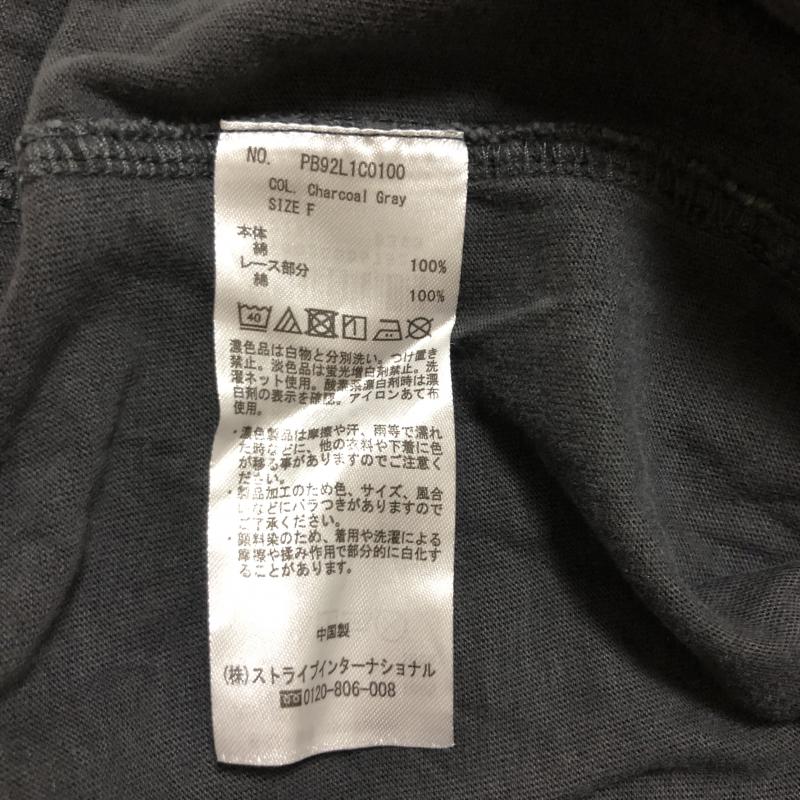 NO. PB92L1C0100
COL. Charcoal Gray
SIZE F
本体
綿 100%
レース部分
綿 100%
40
濃色品は白物と分別洗い。つけ置き
禁止。淡色品は蛍光増白剤禁止。洗
濯ネット使用。酸素系漂白剤時は漂
白剤の表示を確認。アイロンあて布
使用。
・濃色製品は摩擦や汗、雨等で濡れ
た時などに、他の衣料や下着に色
が移る事がありますのでご注意く
ださい。
・製品加工のため色、サイズ、風合
いなどにバラつきがありますので
ご了承ください。
・顔料染のため、着用や洗濯による
摩擦や揉み作用で部分的に白化す
ることがあります。
中国製
(株)ストライプインターナショナル
0120-806-008